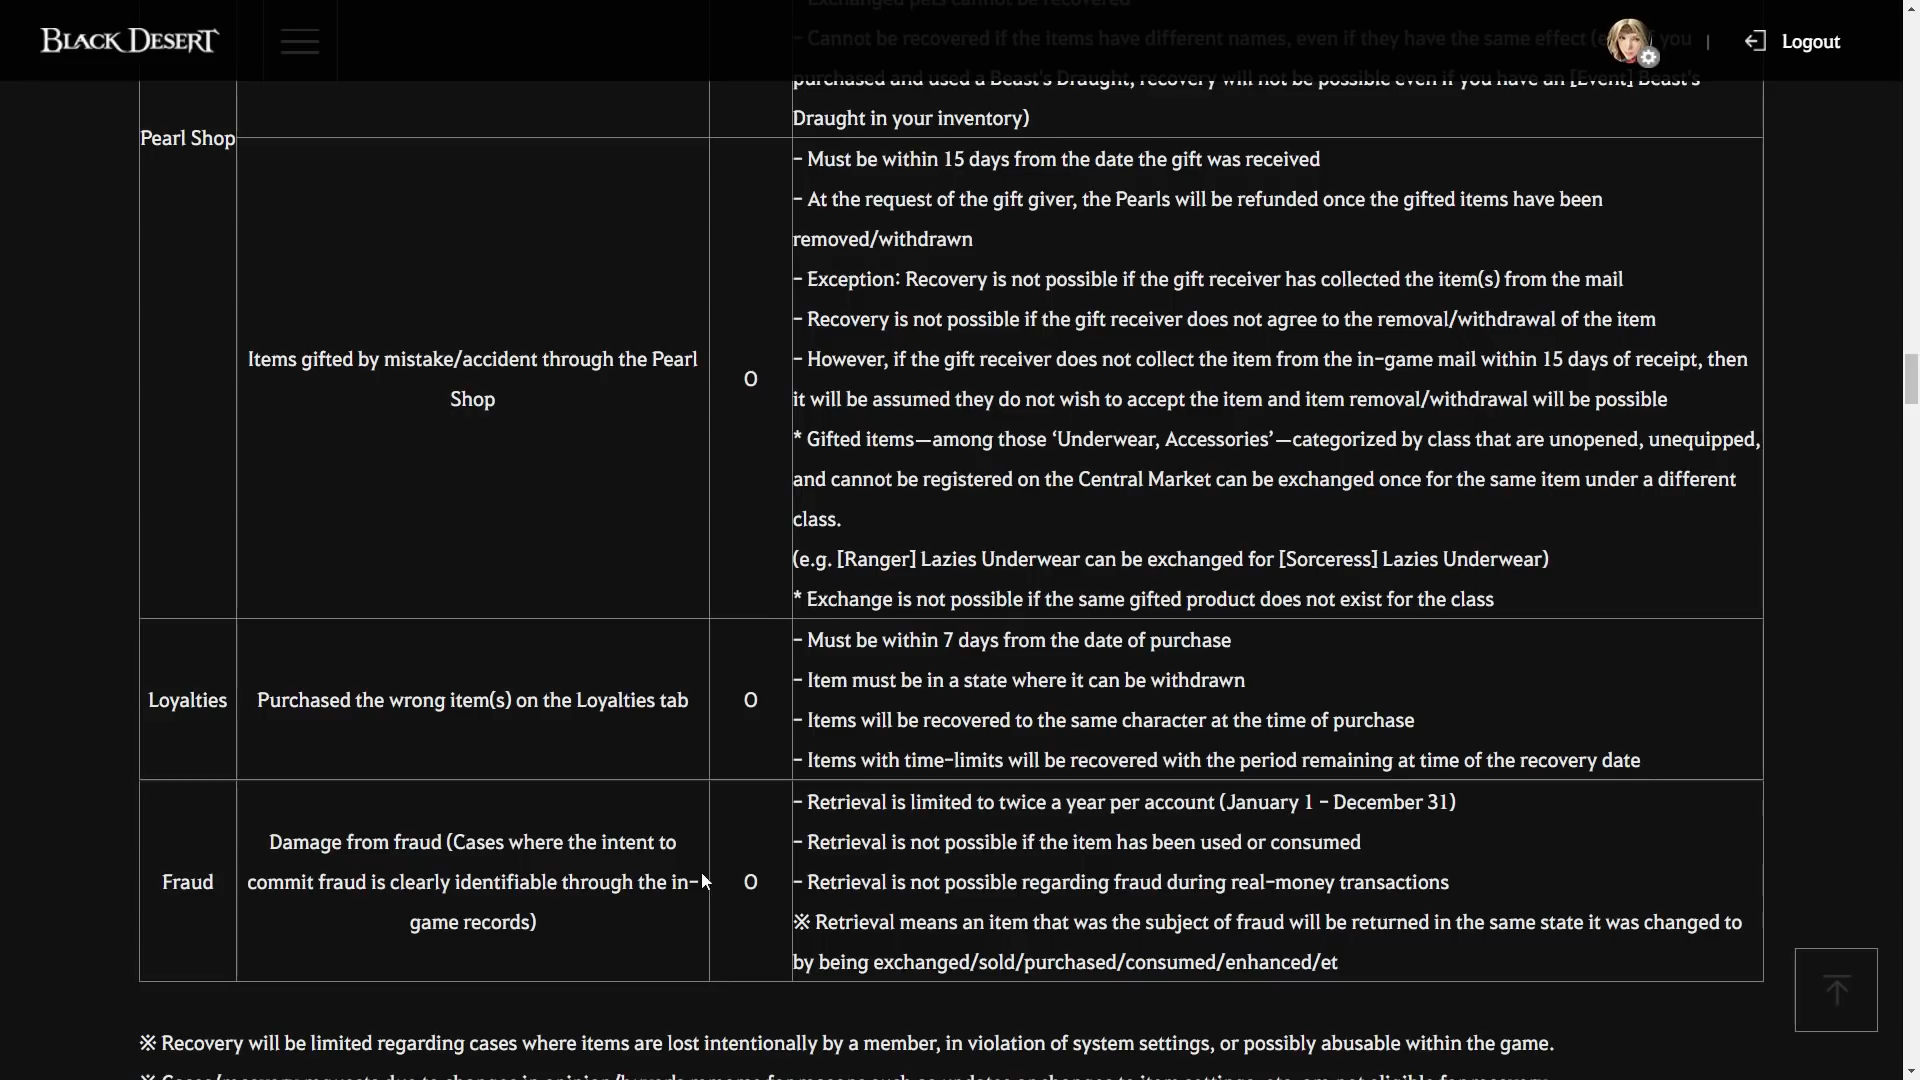 - Exchanged pets cannot be recovered
BLACK DESERT
- Cannot be recovered if the items have different names, even if they have the same effect (e you
| Logout
purchased and used a Beast's Draught, recovery will not be possible even if you have an [Event] Beast's
Draught in your inventory)
Pearl Shop
- Must be within 15 days from the date the gift was received
- At the request of the gift giver, the Pearls will be refunded once the gifted items have been
removed/withdrawn
- Exception: Recovery is not possible if the gift receiver has collected the item(s) from the mail
- Recovery is not possible if the gift receiver does not agree to the removal/withdrawal of the item
Items gifted by mistake/accident through the Pearl
Shop
O
- However, if the gift receiver does not collect the item from the in-game mail within 15 days of receipt, then
it will be assumed they do not wish to accept the item and item removal/withdrawal will be possible
* Gifted items—among those ‘Underwear, Accessories’—categorized by class that are unopened, unequipped,
and cannot be registered on the Central Market can be exchanged once for the same item under a different
class.
(e.g. [Ranger] Lazies Underwear can be exchanged for [Sorceress] Lazies Underwear)
* Exchange is not possible if the same gifted product does not exist for the class
Loyalties
Purchased the wrong item(s) on the Loyalties tab
O
- Must be within 7 days from the date of purchase
- Item must be in a state where it can be withdrawn
- Items will be recovered to the same character at the time of purchase
- Items with time-limits will be recovered with the period remaining at time of the recovery date
Fraud
Damage from fraud (Cases where the intent to
commit fraud is clearly identifiable through the in-
game records)
O
- Retrieval is limited to twice a year per account (January 1 - December 31)
- Retrieval is not possible if the item has been used or consumed
- Retrieval is not possible regarding fraud during real-money transactions
※ Retrieval means an item that was the subject of fraud will be returned in the same state it was changed to
by being exchanged/sold/purchased/consumed/enhanced/et
※ Recovery will be limited regarding cases where items are lost intentionally by a member, in violation of system settings, or possibly abusable within the game.